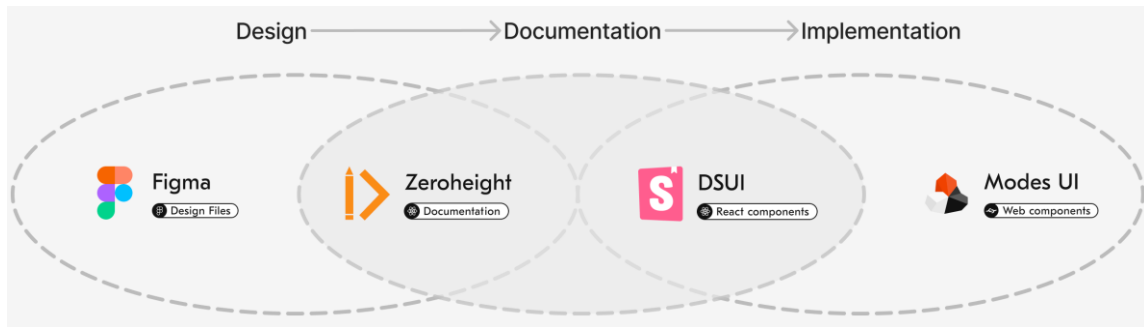 Design
Documentation
Implementation
Figma
Design Files
Zeroheight
Documentation
S
DSUI
React components
Modes UI
Web components